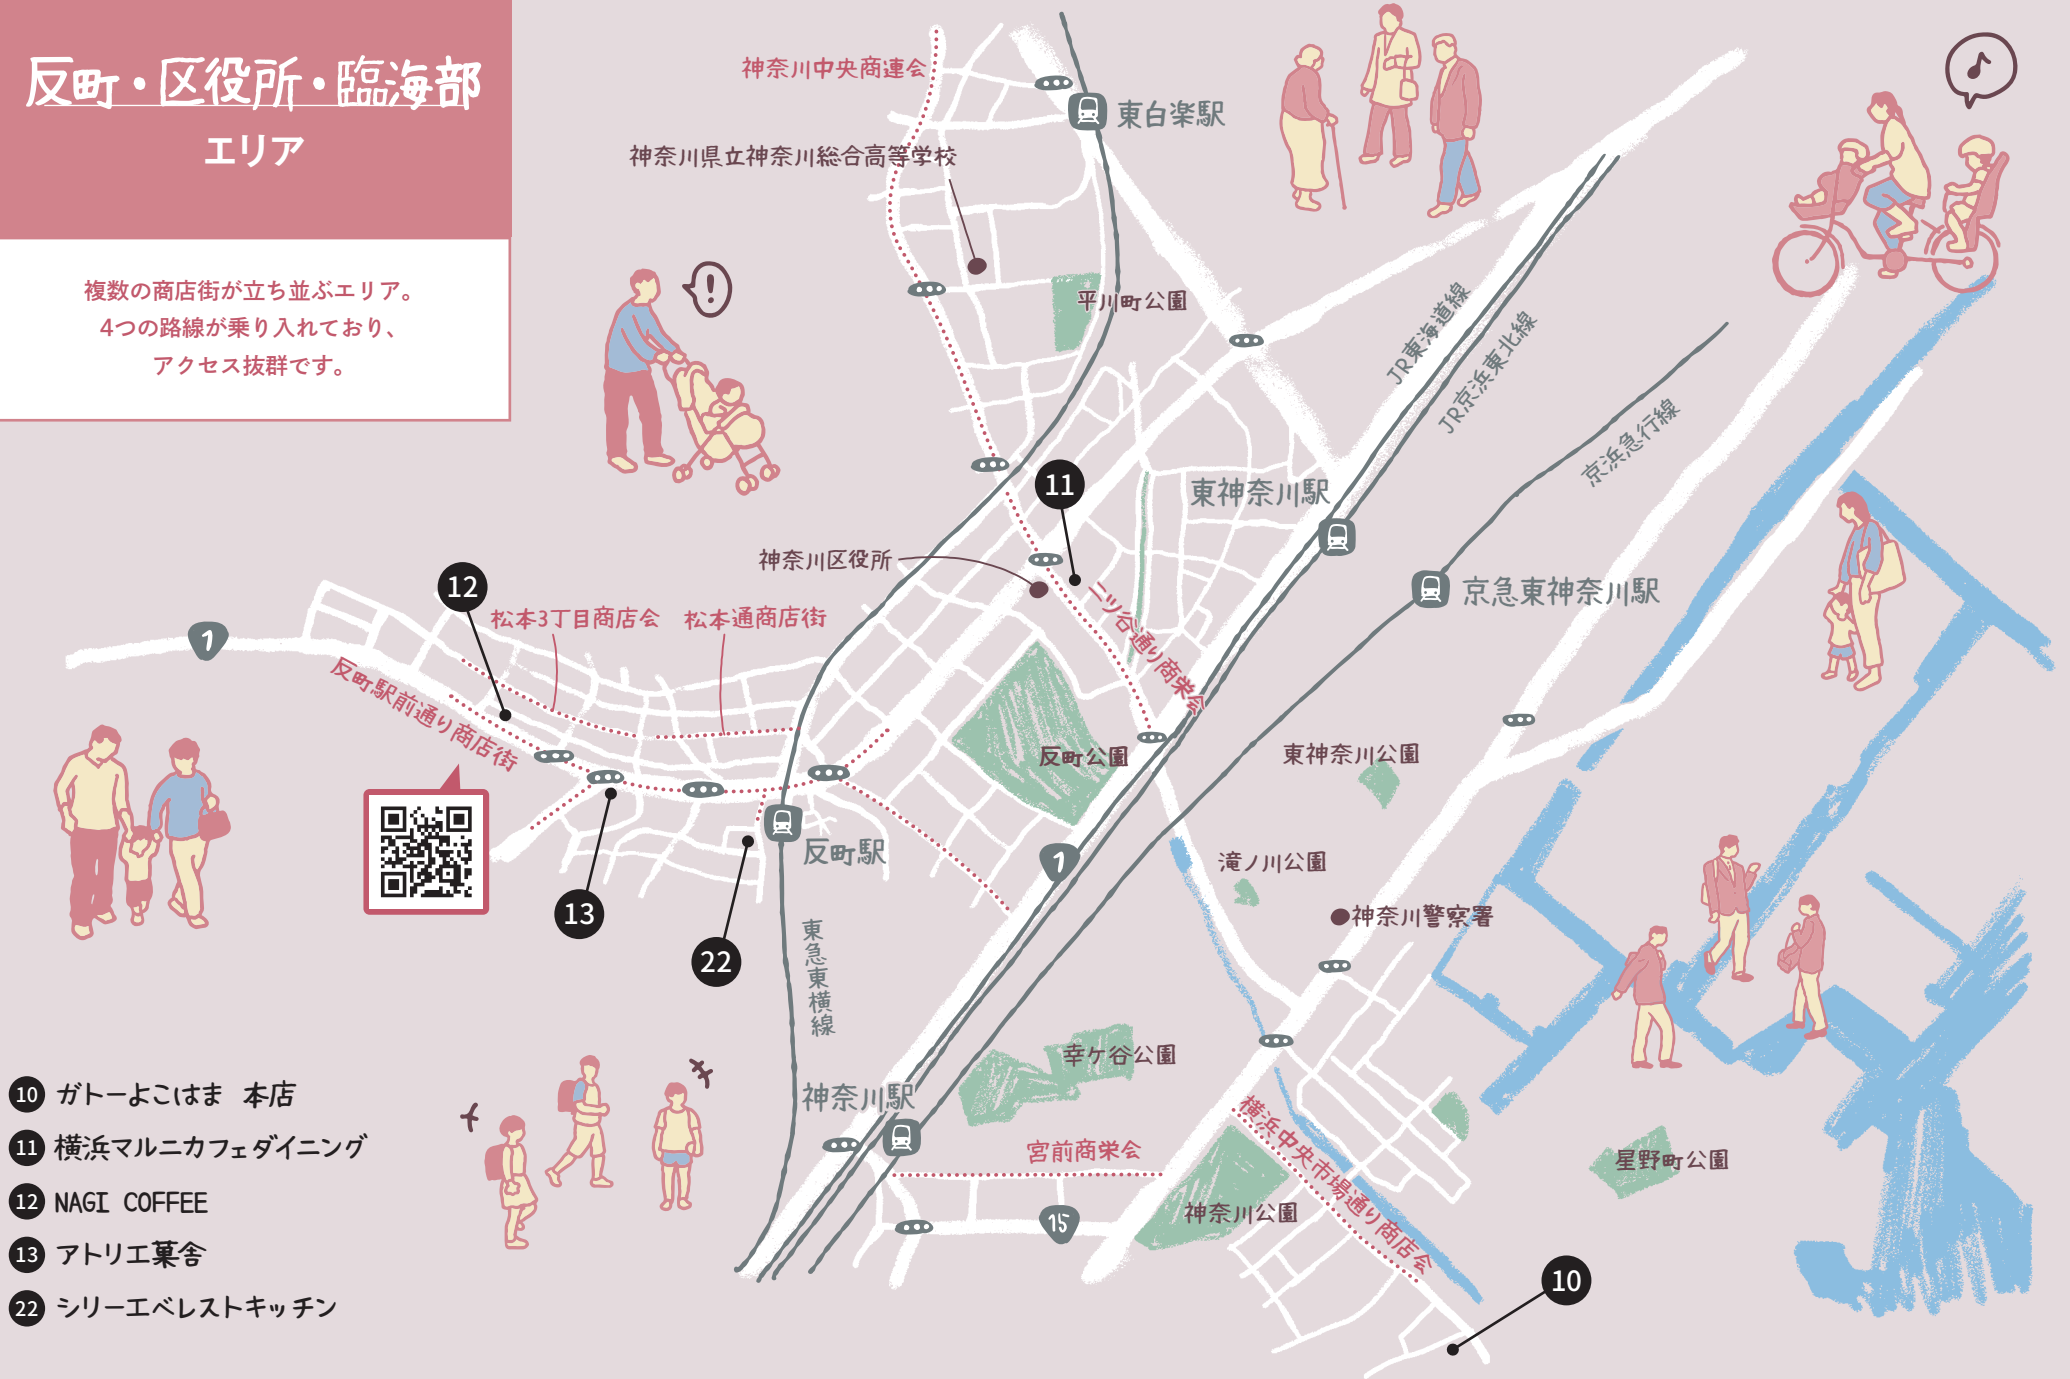 反町・区役所・臨海部
エリア
複数の商店街が立ち並ぶエリア。
4つの路線が乗り入れており、
アクセス抜群です。
神奈川中央商連会
東白楽駅
神奈川県立神奈川総合高等学校
平川町公園
!
♪
JR東海道線
JR京浜東北線
京浜急行線
11
東神奈川駅
神奈川区役所
京急東神奈川駅
12
松本3丁目商店会
松本通商店街
二ツ谷通り商栄会
1
反町駅前通り商店街
反町公園
東神奈川公園
反町駅
1
滝ノ川公園
神奈川警察署
13
22
東急東横線
幸ケ谷公園
神奈川駅
宮前商栄会
横浜中央市場通り商店会
星野町公園
15
神奈川公園
10
10 ガトーよこはま 本店
11 横浜マルニカフェダイニング
12 NAGI COFFEE
13 アトリエ菓舎
22 シリーエベレストキッチン